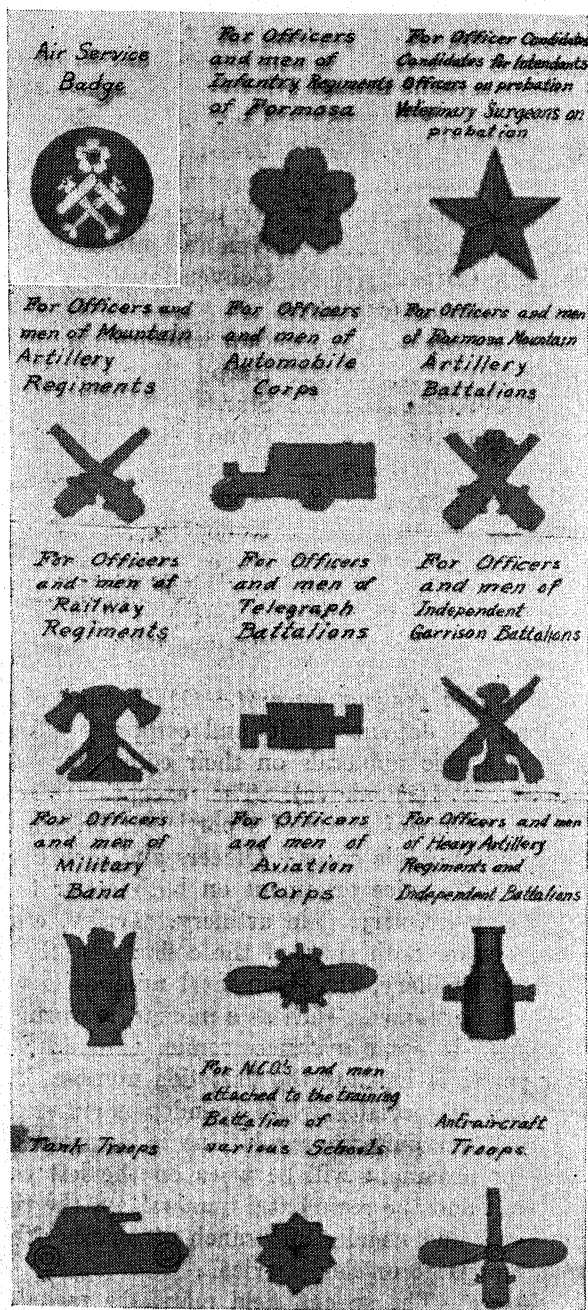 Air Service
Badge
For Officers
and men of
Infantry Regiments
of Formosa
For Officer Candidates
Candidates for Intendants
Officers on probation
Veterinary Surgeons on
probation
For Officers and
men of Mountain
Artillery
Regiments
For Officers
and men of
Automobile
Corps
For Officers and men
of Formosa Mountain
Artillery
Battalions
For Officers
and men of
Railway
Regiments
For Officers
and men of
Telegraph
Battalions
For Officers
and men of
Independent
Garrison Battalions
For Officers
and men of
Military
Band
For Officers
and men of
Aviation
Corps
For Officers and men
of Heavy Artillery
Regiments and
Independent Battalions
Tank Troops
For N.C.O.'s and men
attached to the training
Battalion of
various Schools
Anti-aircraft
Troops.